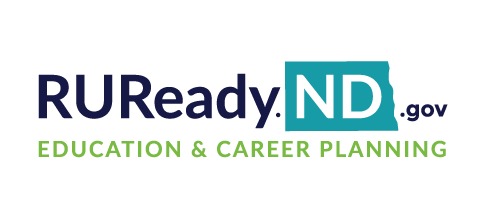 RUReady.ND.gov
EDUCATION & CAREER PLANNING